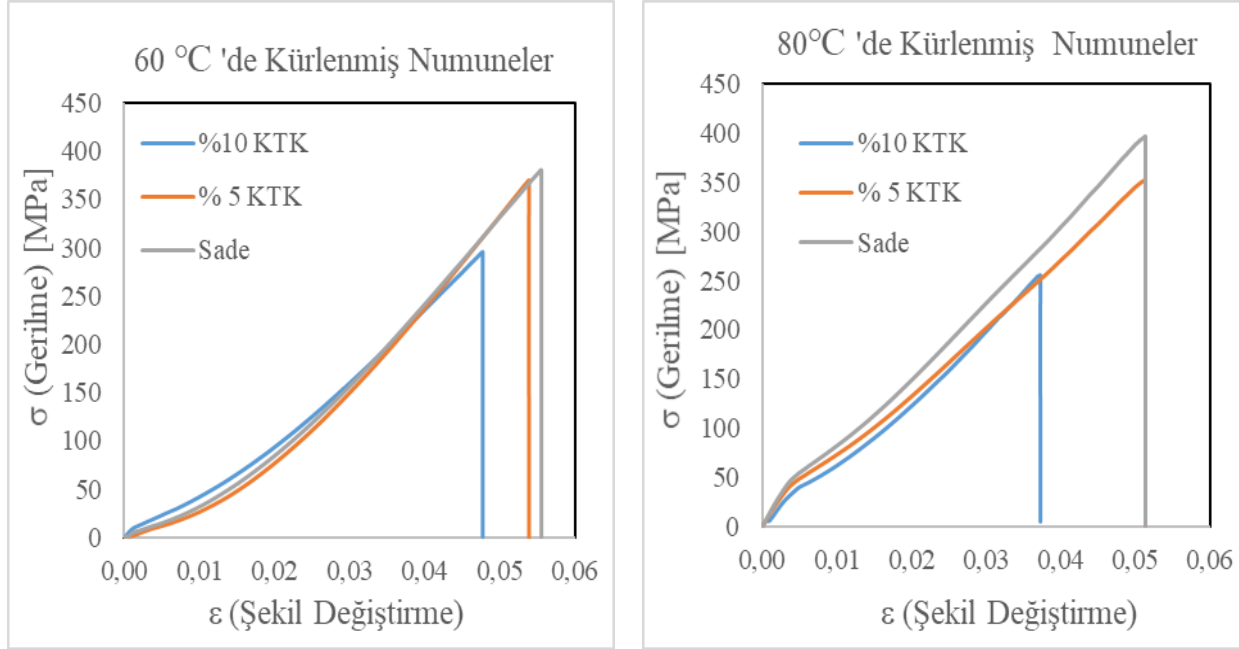 60 °C 'de Kürlenmiş Numuneler
σ (Gerilme) [MPa]
450
400
350
300
250
200
150
100
50
0
%10 KTK
% 5 KTK
Sade
0,00 0,01 0,02 0,03 0,04 0,05 0,06
ε (Şekil Değiştirme)
80°C 'de Kürlenmiş Numuneler
σ (Gerilme) [MPa]
450
400
350
300
250
200
150
100
50
0
%10 KTK
% 5 KTK
Sade
0,00 0,01 0,02 0,03 0,04 0,05 0,06
ε (Şekil Değiştirme)